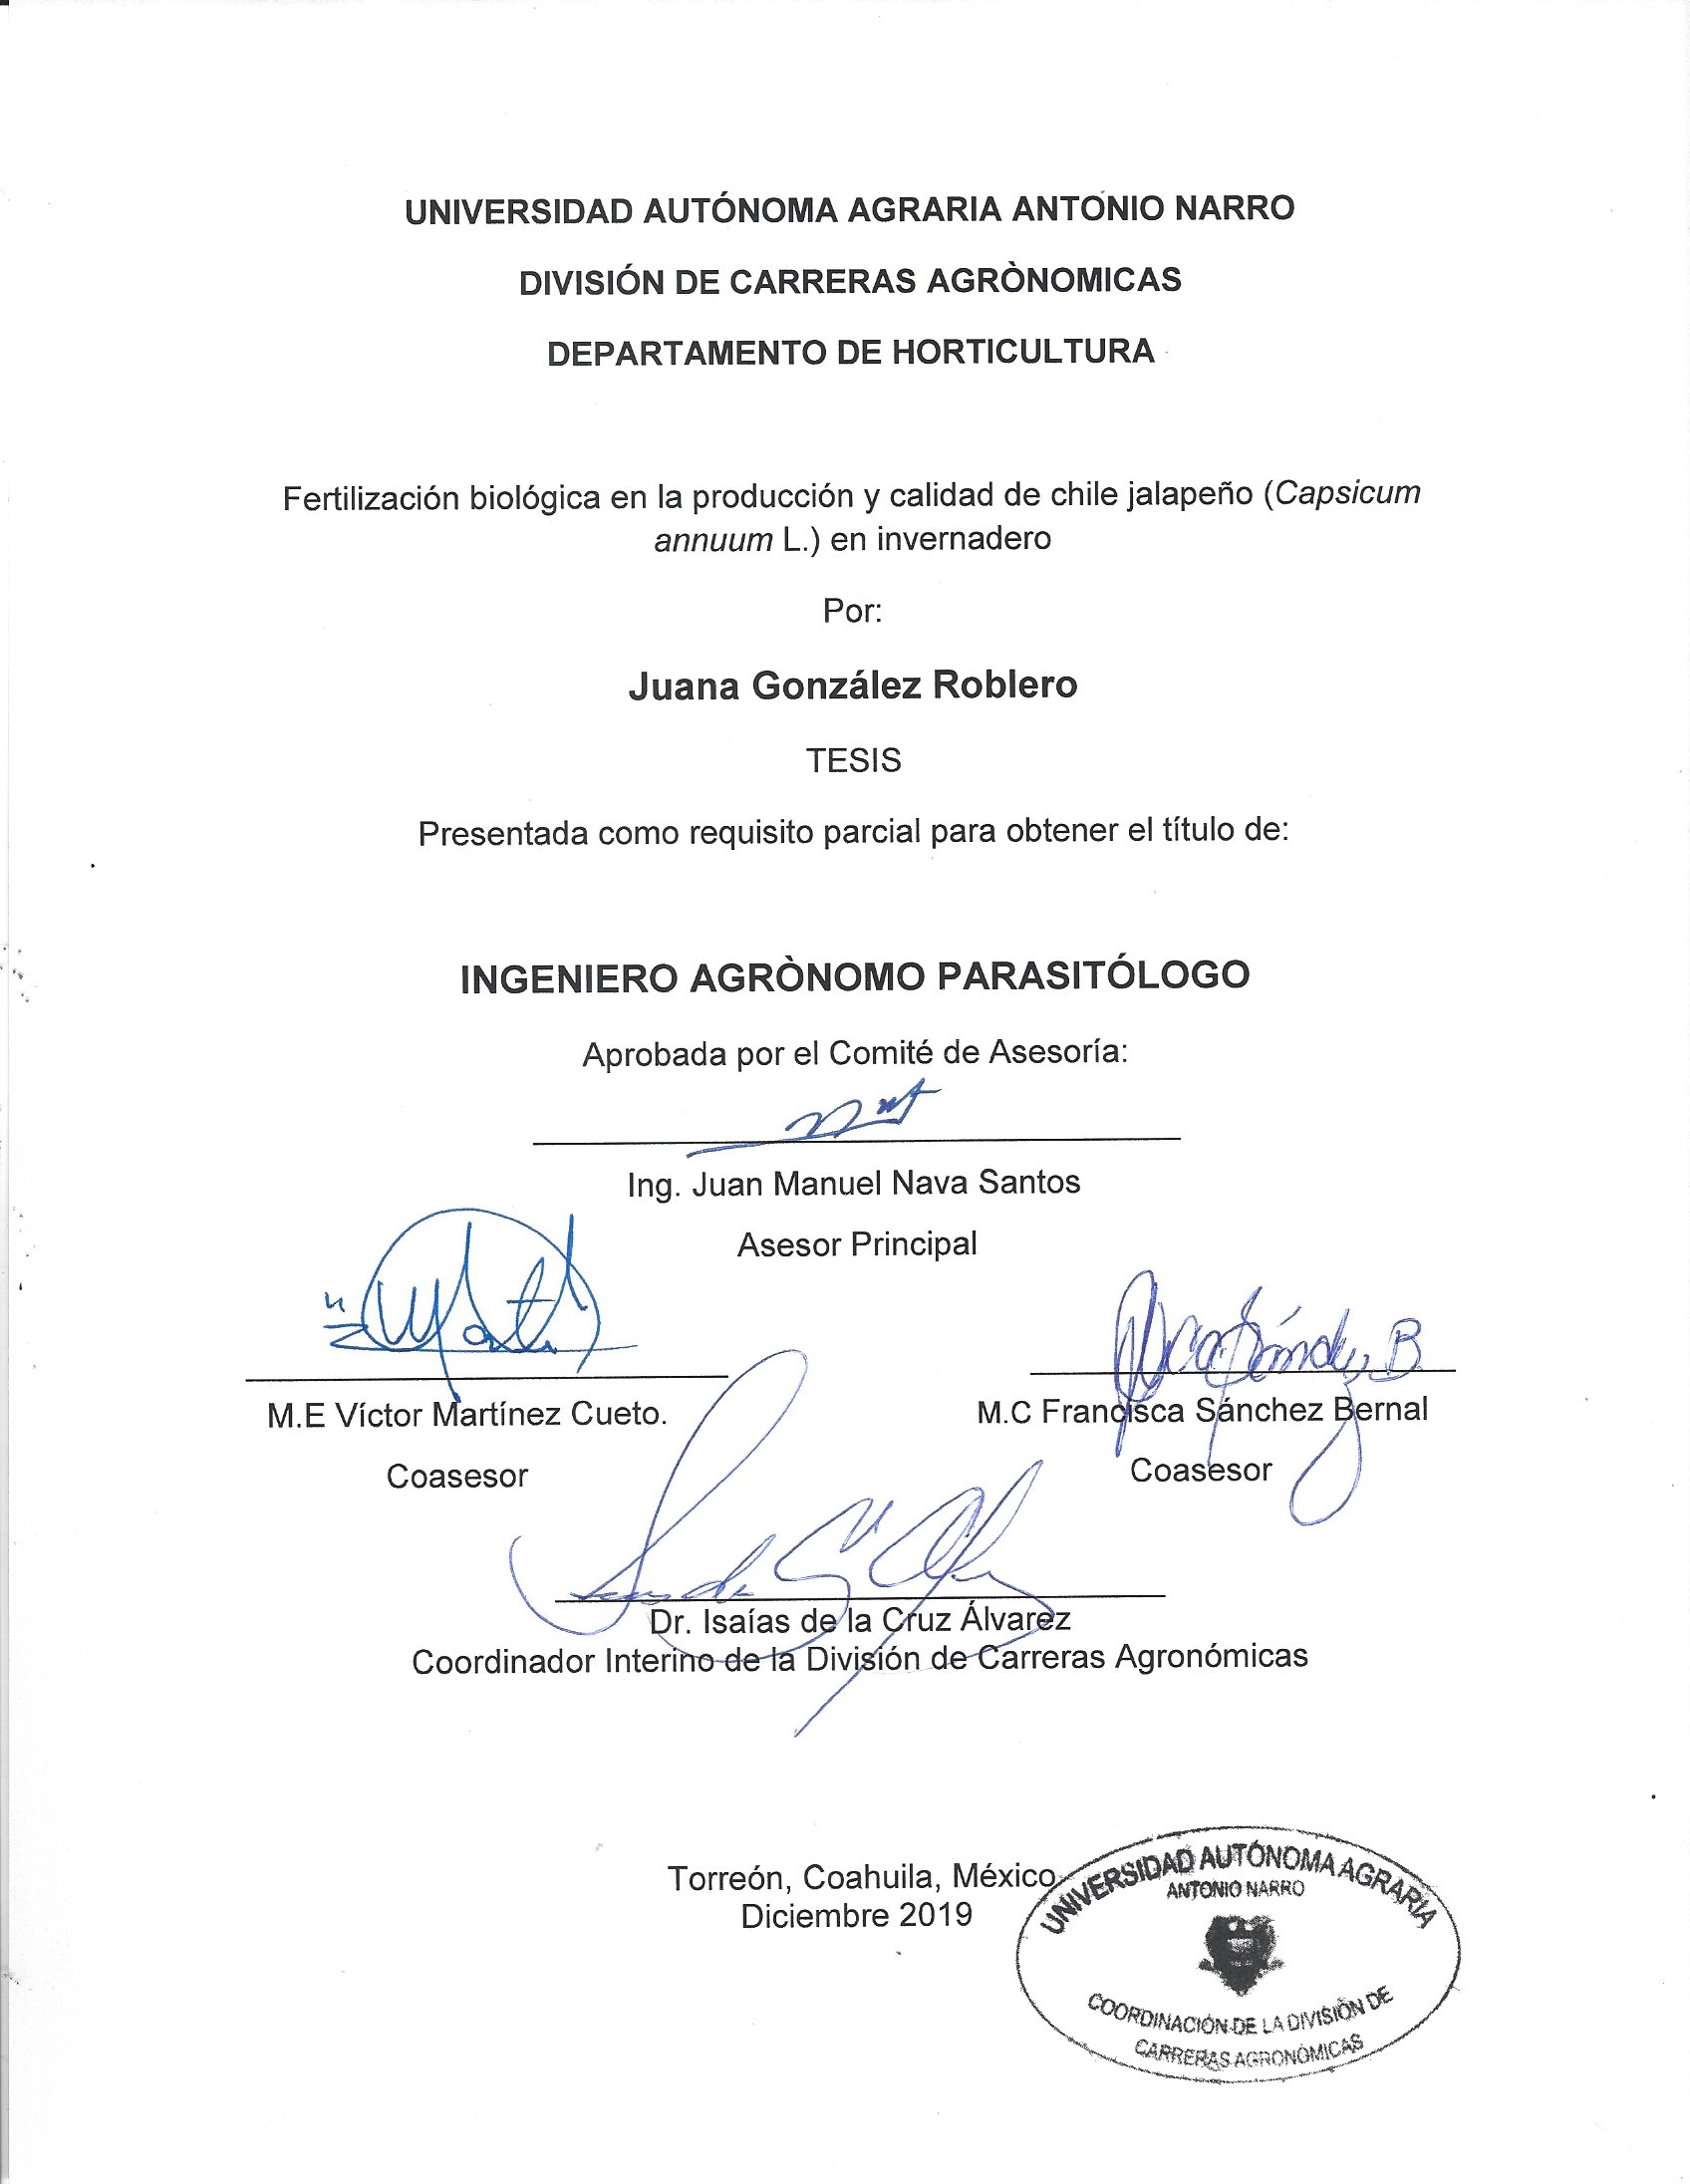 UNIVERSIDAD AUTÓNOMA AGRARIA ANTONIO NARRO
DIVISIÓN DE CARRERAS AGRÒNOMICAS
DEPARTAMENTO DE HORTICULTURA
Fertilización biológica en la producción y calidad de chile jalapeño (Capsicum
annuum L.) en invernadero
Por:
Juana González Roblero
TESIS
Presentada como requisito parcial para obtener el título de:
INGENIERO AGRÒNOMO PARASITÓLOGO
Aprobada por el Comité de Asesoría:
Ing. Juan Manuel Nava Santos
Asesor Principal
M.E Víctor Martínez Cueto.
Coasesor
M.C Francisca Sánchez Bernal
Coasesor
Dr. Isaías de la Cruz Álvarez
Coordinador Interino de la División de Carreras Agronómicas
Torreón, Coahuila, México
Diciembre 2019
UNIVERSIDAD AUTÓNOMA AGRARIA
ANTONIO NARRO
COORDINACIÓN DE LA DIVISIÓN DE
CARRERAS AGRONÓMICAS